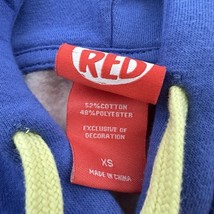 RED
52%COTTON
48%POLYESTER
EXCLUSIVE OF
DECORATION
XS
MADE IN CHINA